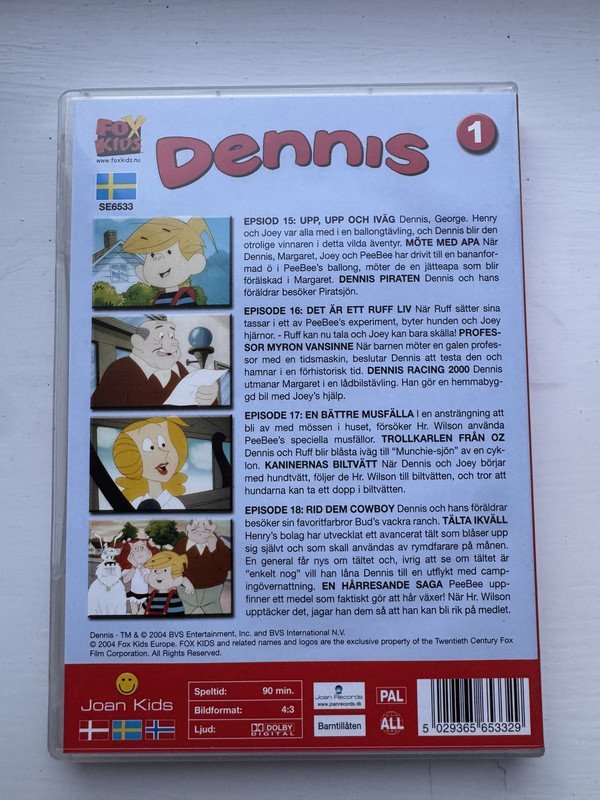 FOX
KIDS
www.foxkids.nu
Dennis
1
SE6533
EPSIOD 15: UPP, UPP OCH IVÄG Dennis, George. Henry
och Joey var alla med i en ballongtävling, och Dennis blir den
otrolige vinnaren i detta vilda äventyr. MÖTE MED APA När
Dennis, Margaret, Joey och PeeBee har drivit till en bananfor-
mad ö i PeeBee's ballong, möter de en jätteapa som blir
förälskad i Margaret. DENNIS PIRATEN Dennis och hans
föräldrar besöker Piratsjön.
EPISODE 16: DET ÄR ETT RUFF LIV När Ruff sätter sina
tassar i ett av PeeBee's experiment, byter hunden och Joey
hjärnor. - Ruff kan nu tala och Joey kan bara skälla! PROFES-
SOR MYRON VANSINNE När barnen möter en galen profes-
sor med en tidsmaskin, beslutar Dennis att testa den och
hamnar i en förhistorisk tid. DENNIS RACING 2000 Dennis
utmanar Margaret i en lådbilstävling. Han gör en hemmabyg-
gd bil med Joey's hjälp.
EPISODE 17: EN BÄTTRE MUSFÄLLA I en ansträngning att
bli av med mössen i huset, försöker Hr. Wilson använda
PeeBee's speciella musfällor. TROLLKARLEN FRÅN OZ
Dennis och Ruff blir blåsta iväg till "Munchie-sjön" av en cyk-
lon. KANINERNAS BILTVÄTT När Dennis och Joey börjar
med hundtvätt, följer de Hr. Wilson till biltvätten, och tror att
hundarna kan ta ett dopp i biltvätten.
EPISODE 18: RID DEM COWBOY Dennis och hans föräldrar
besöker sin favoritfarbror Bud's vackra ranch. TÄLTA IKVÄLL
Henry's bolag har utvecklat ett avancerat tält som blåser upp
sig självt och som skall användas av rymdfarare på månen.
En general får nys om tältet och, ivrig att se om tältet är
"enkelt nog" vill han låna Dennis till en utflykt med camp-
ingövernattning. EN HÅRRESANDE SAGA PeeBee upp-
finner ett medel som faktiskt gör att hår växer! När Hr. Wilson
upptäcker det, jagar han dem så att han kan bli rik på medlet.
Dennis - TM & © 2004 BVS Entertainment, Inc. and BVS International N.V.
© 2004 Fox Kids Europe. FOX KIDS and related names and logos are the exclusive property of the Twentieth Century Fox
Film Corporation. All Rights Reserved.
Joan Kids
Speltid: 90 min.
Bildformat: 4:3
Ljud: DOLBY
DIGITAL
Joan Records
www.joanrecords.dk
Barntillåten
PAL
ALL
5 029365 653329